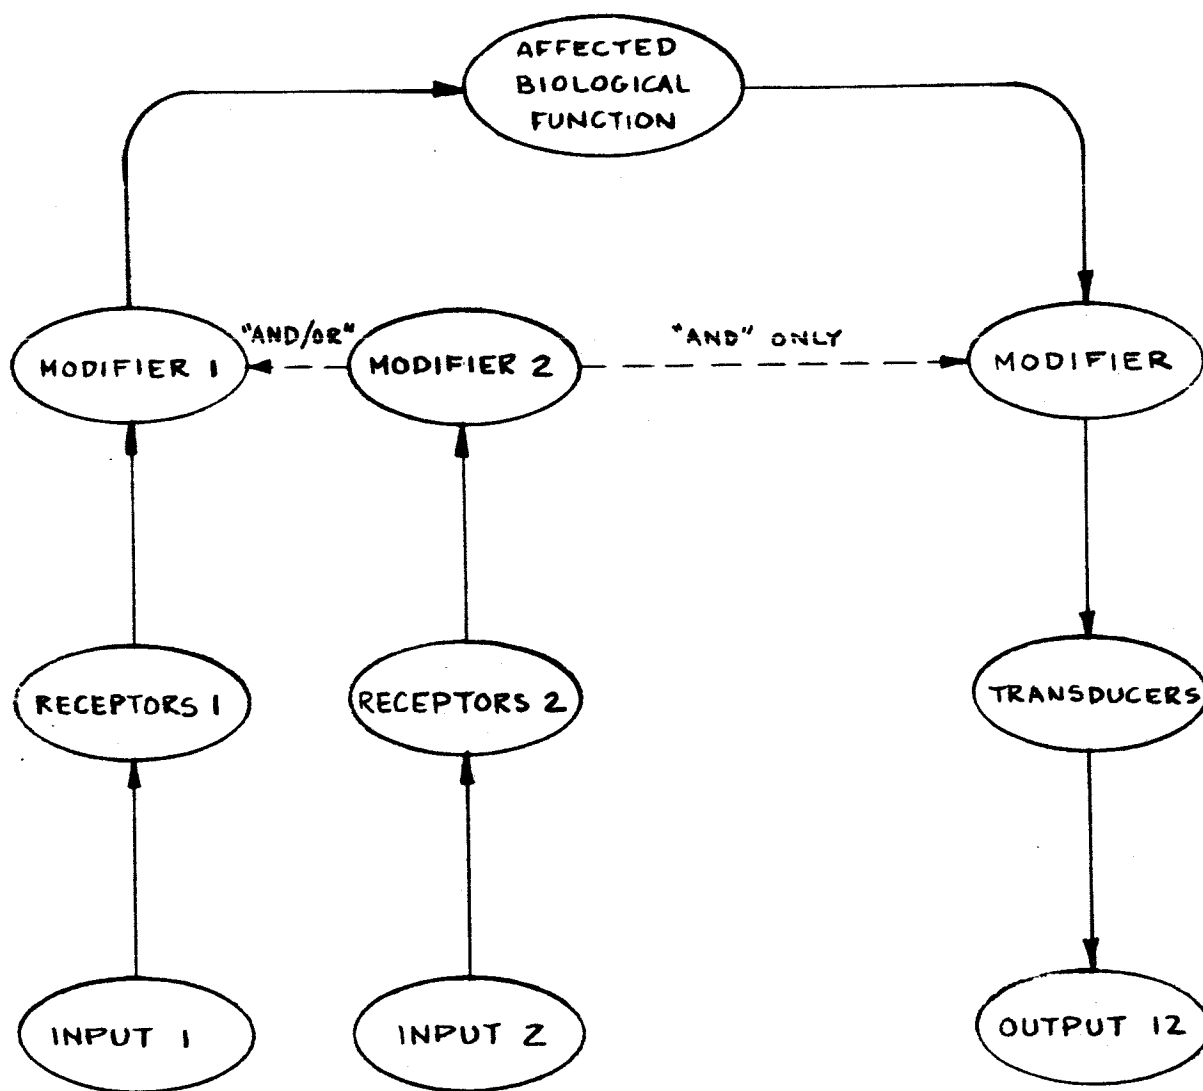 AFFECTED
BIOLOGICAL
FUNCTION
"AND/OR"
"AND" ONLY
MODIFIER 1
MODIFIER 2
MODIFIER
RECEPTORS 1
RECEPTORS 2
TRANSDUCERS
INPUT 1
INPUT 2
OUTPUT 12